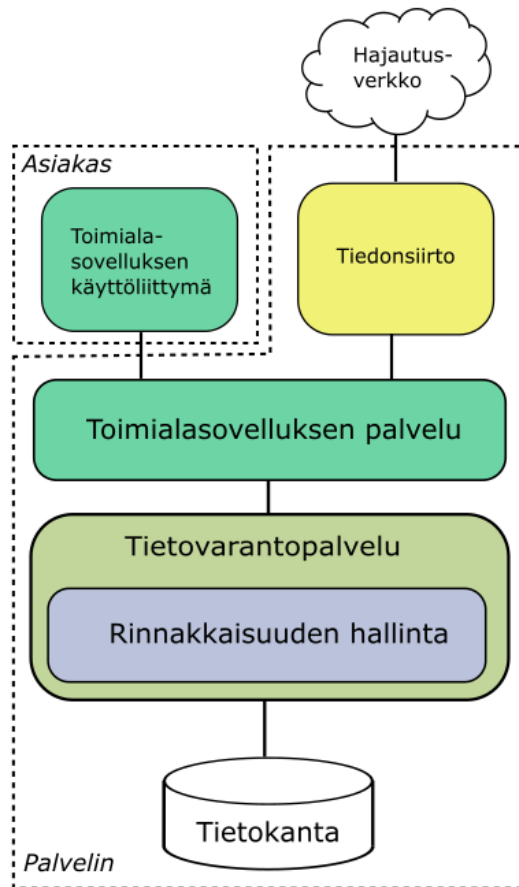 Hajautus-
verkko
Asiakas
Toimiala-
sovelluksen
käyttöliittymä
Tiedonsiirto
Toimialasovelluksen palvelu
Tietovarantopalvelu
Rinnakkaisuuden hallinta
Tietokanta
Palvelin